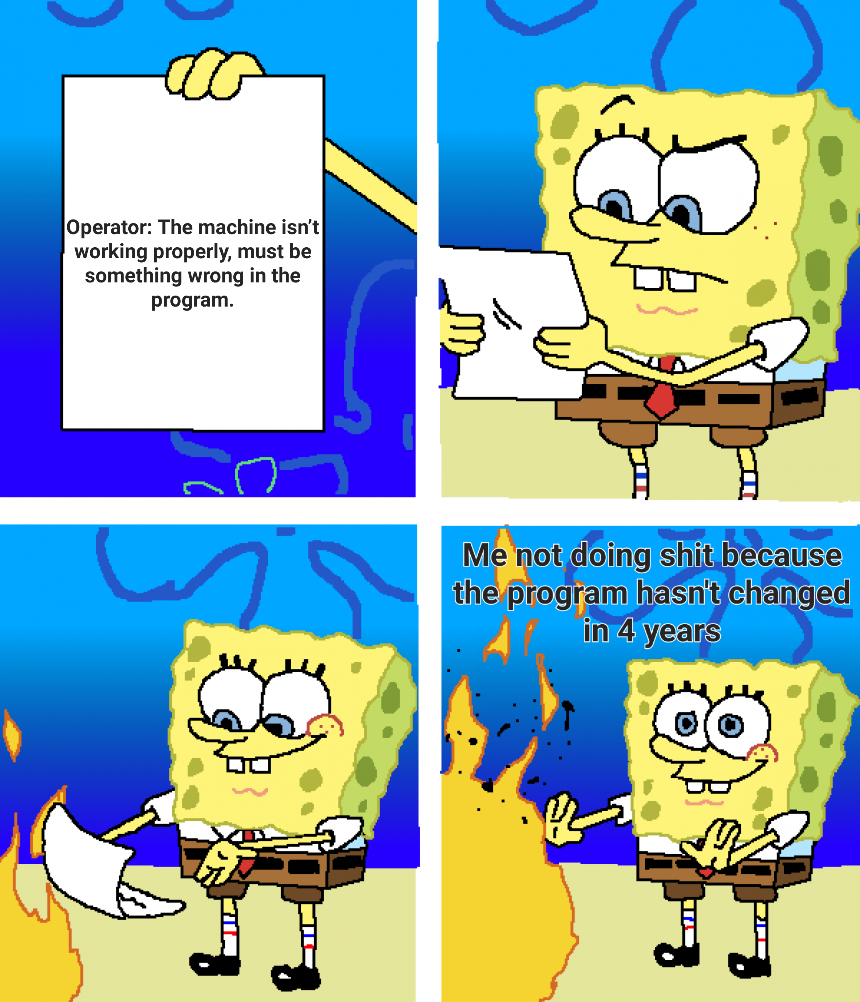 Operator: The machine isn't
working properly, must be
something wrong in the
program.
Me not doing shit because
the program hasn't changed
in 4 years